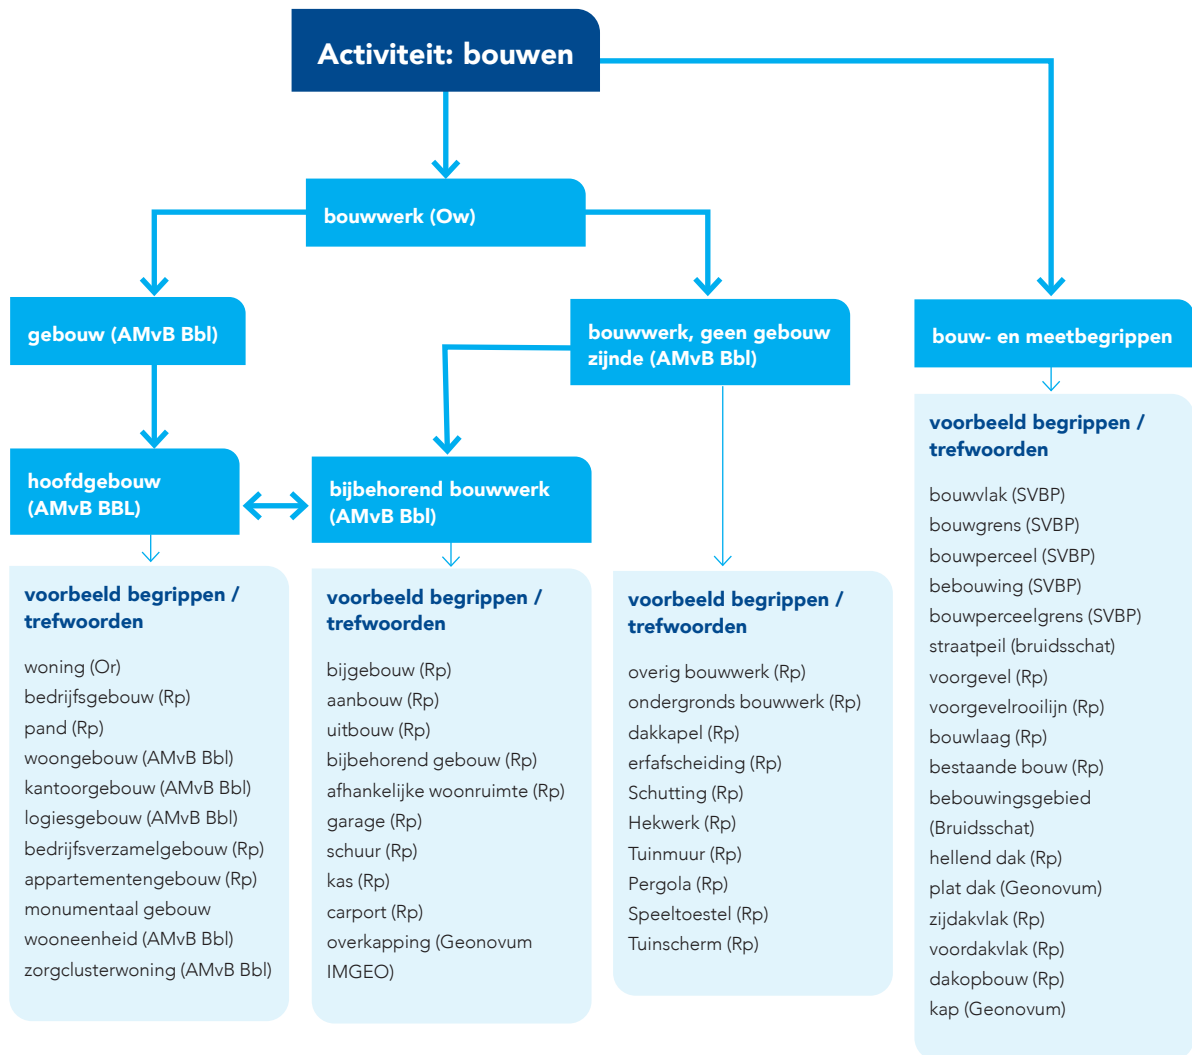 Activiteit: bouwen
bouwwerk (Ow)
gebouw (AMvB Bbl)
bouwwerk, geen gebouw
zijnde (AMvB Bbl)
bouw- en meetbegrippen
hoofdgebouw
(AMvB BBL)
bijbehorend bouwwerk
(AMvB Bbl)
voorbeeld begrippen /
trefwoorden
woning (Or)
bedrijfsgebouw (Rp)
pand (Rp)
woongebouw (AMvB Bbl)
kantoorgebouw (AMvB Bbl)
logiesgebouw (AMvB Bbl)
bedrijfsverzamelgebouw (Rp)
appartementengebouw (Rp)
monumentaal gebouw
wooneenheid (AMvB Bbl)
zorgclusterwoning (AMvB Bbl)
voorbeeld begrippen /
trefwoorden
bijgebouw (Rp)
aanbouw (Rp)
uitbouw (Rp)
bijbehorend gebouw (Rp)
afhankelijke woonruimte (Rp)
garage (Rp)
schuur (Rp)
kas (Rp)
carport (Rp)
overkapping (Geonovum
IMGEO)
voorbeeld begrippen /
trefwoorden
overig bouwwerk (Rp)
ondergronds bouwwerk (Rp)
dakkapel (Rp)
erfafscheiding (Rp)
Schutting (Rp)
Hekwerk (Rp)
Tuinmuur (Rp)
Pergola (Rp)
Speeltoestel (Rp)
Tuinscherm (Rp)
voorbeeld begrippen /
trefwoorden
bouwvlak (SVBP)
bouwgrens (SVBP)
bouwperceel (SVBP)
bebouwing (SVBP)
bouwperceelgrens (SVBP)
straatpeil (bruidsschat)
voorgevel (Rp)
voorgevelrooilijn (Rp)
bouwlaag (Rp)
bestaande bouw (Rp)
bebouwingsgebied
(Bruidsschat)
hellend dak (Rp)
plat dak (Geonovum)
zijdakvlak (Rp)
voordakvlak (Rp)
dakopbouw (Rp)
kap (Geonovum)